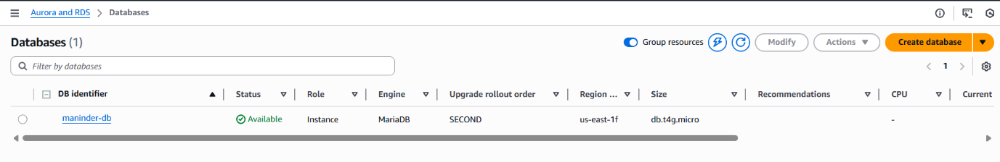 Aurora and RDS > Databases
Databases (1) Group resources Modify Actions Create database
Filter by databases 1
DB identifier Status Role Engine Upgrade rollout order Region ... Size Recommendations CPU Current
maninder-db Available Instance MariaDB SECOND us-east-1f db.t4g.micro -